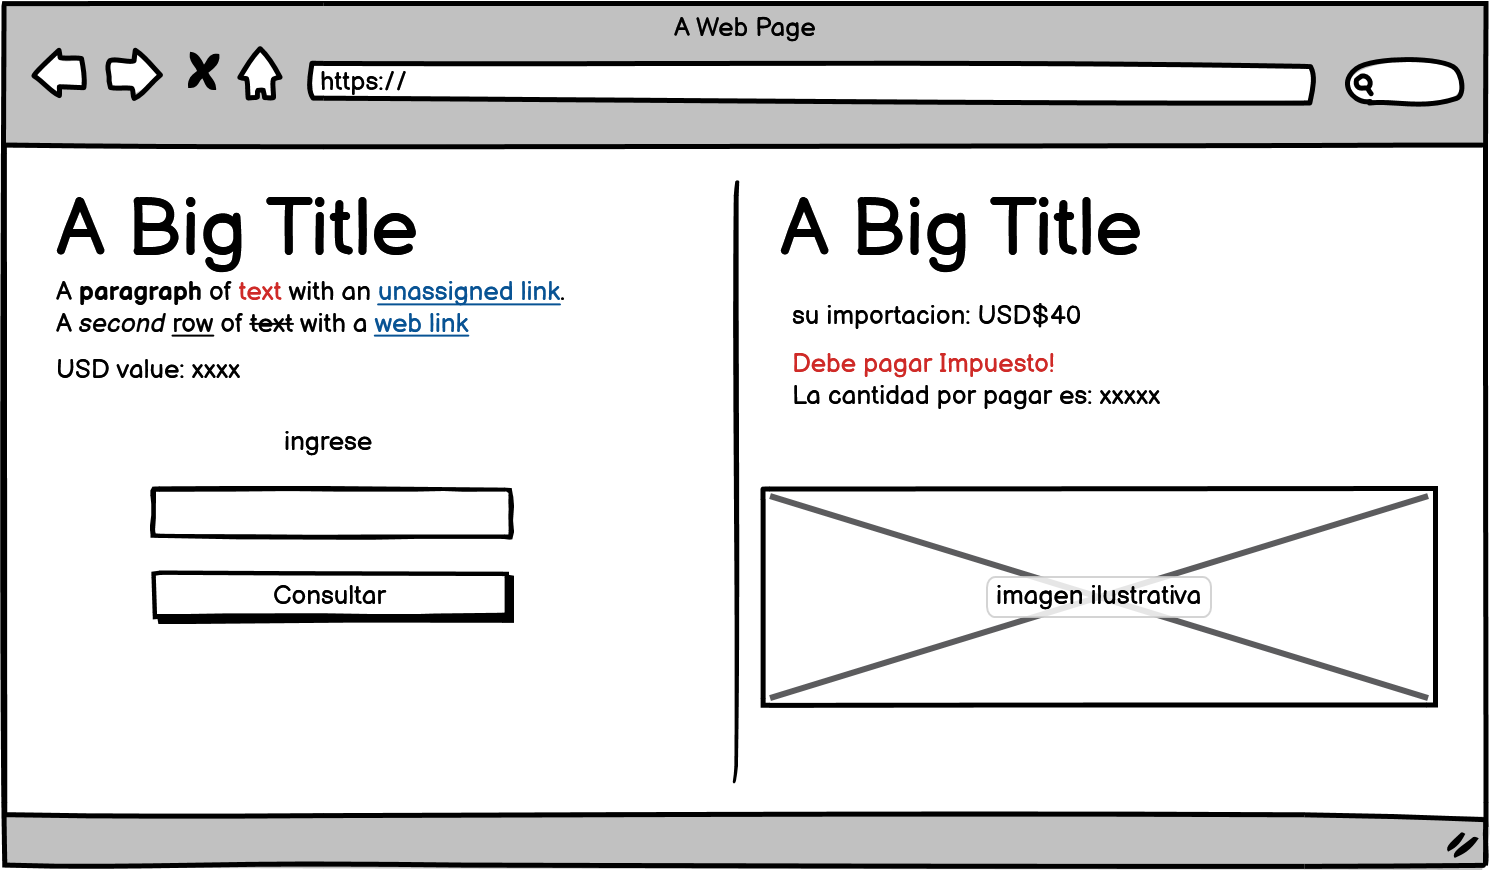 A Web Page
https://
A Big Title
A paragraph of text with an unassigned link.
A second row of text with a web link
USD value: xxxx
ingrese
Consultar
A Big Title
su importacion: USD$40
Debe pagar Impuesto!
La cantidad por pagar es: xxxxx
imagen ilustrativa